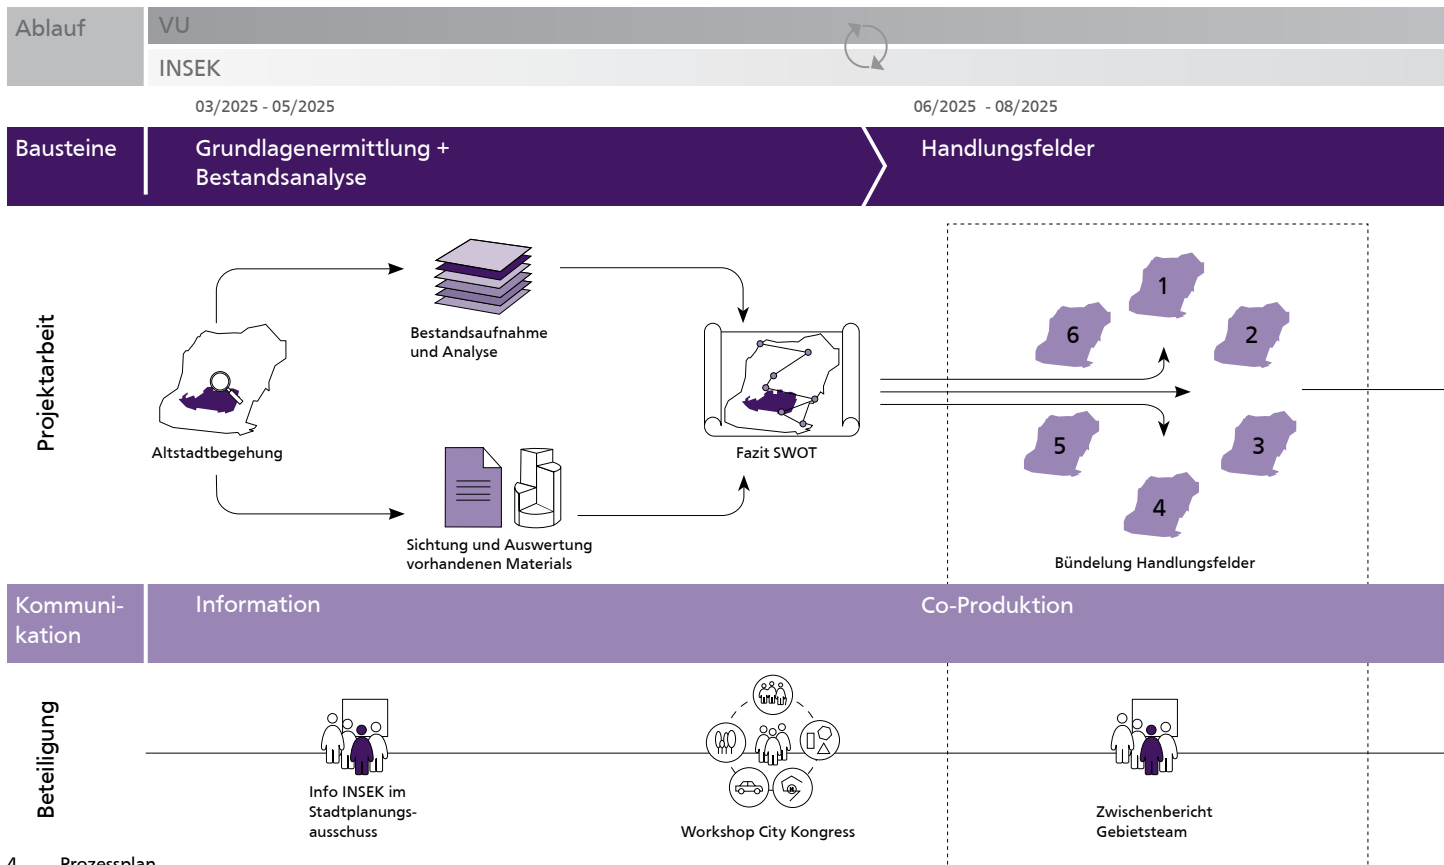 Ablauf
VU
INSEK
03/2025 - 05/2025
06/2025 - 08/2025
Bausteine
Grundlagenermittlung +
Bestandsanalyse
Handlungsfelder
Projektarbeit
Altstadtbegehung
Bestandsaufnahme
und Analyse
Sichtung und Auswertung
vorhandenen Materials
Fazit SWOT
1
2
3
4
5
6
Bündelung Handlungsfelder
Kommuni-
kation
Information
Co-Produktion
Beteiligung
Info INSEK im
Stadtplanungs-
ausschuss
Workshop City Kongress
Zwischenbericht
Gebietsteam
4 Prozessplan